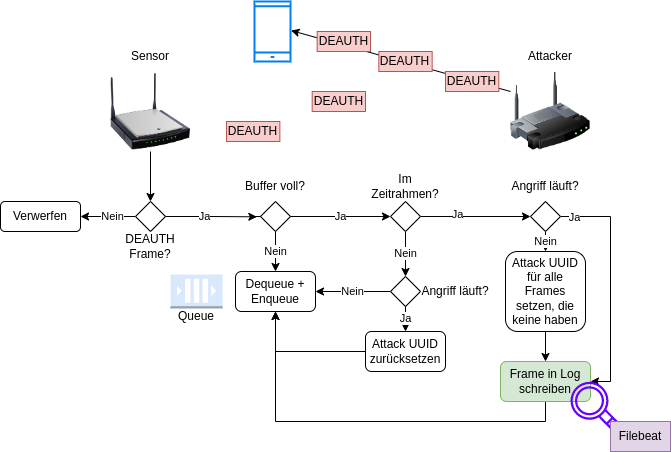 DEAUTH
Sensor
Attacker
DEAUTH
DEAUTH
DEAUTH
DEAUTH
Im
Zeitrahmen?
Buffer voll?
Angriff läuft?
Verwerfen
Nein
Ja
Ja
Ja
Ja
DEAUTH
Frame?
Nein
Nein
Nein
Attack UUID
für alle
Frames
setzen, die
keine haben
Dequeue +
Enqueue
Nein
Angriff läuft?
Queue
Ja
Attack UUID
zurücksetzen
Frame in Log
schreiben
Filebeat